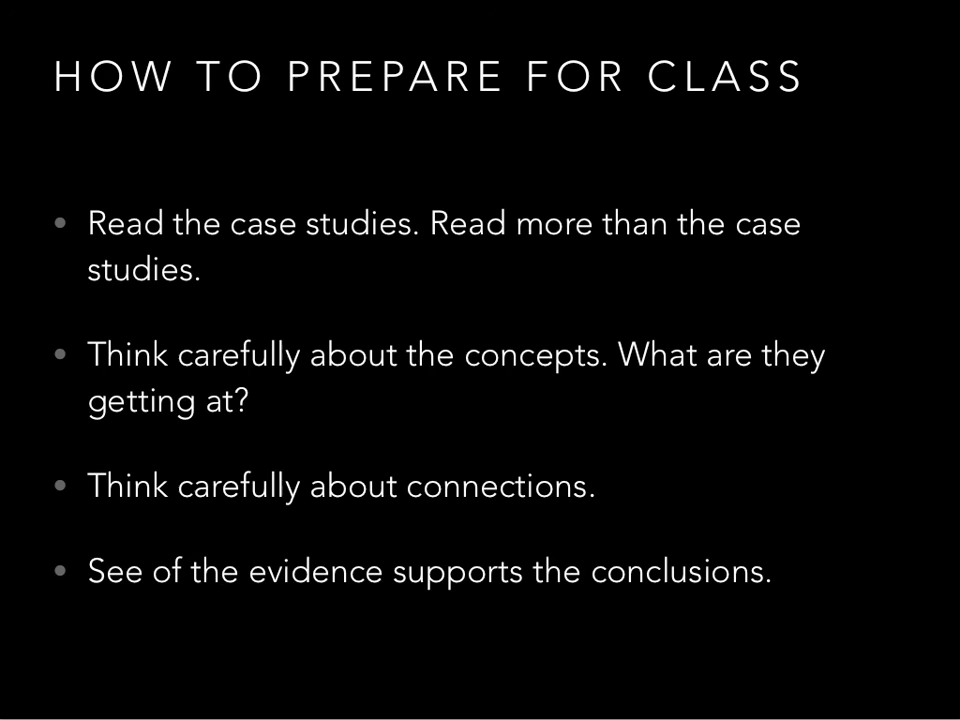 HOW TO PREPARE FOR CLASS
• Read the case studies. Read more than the case
studies.
• Think carefully about the concepts. What are they
getting at?
• Think carefully about connections.
• See of the evidence supports the conclusions.